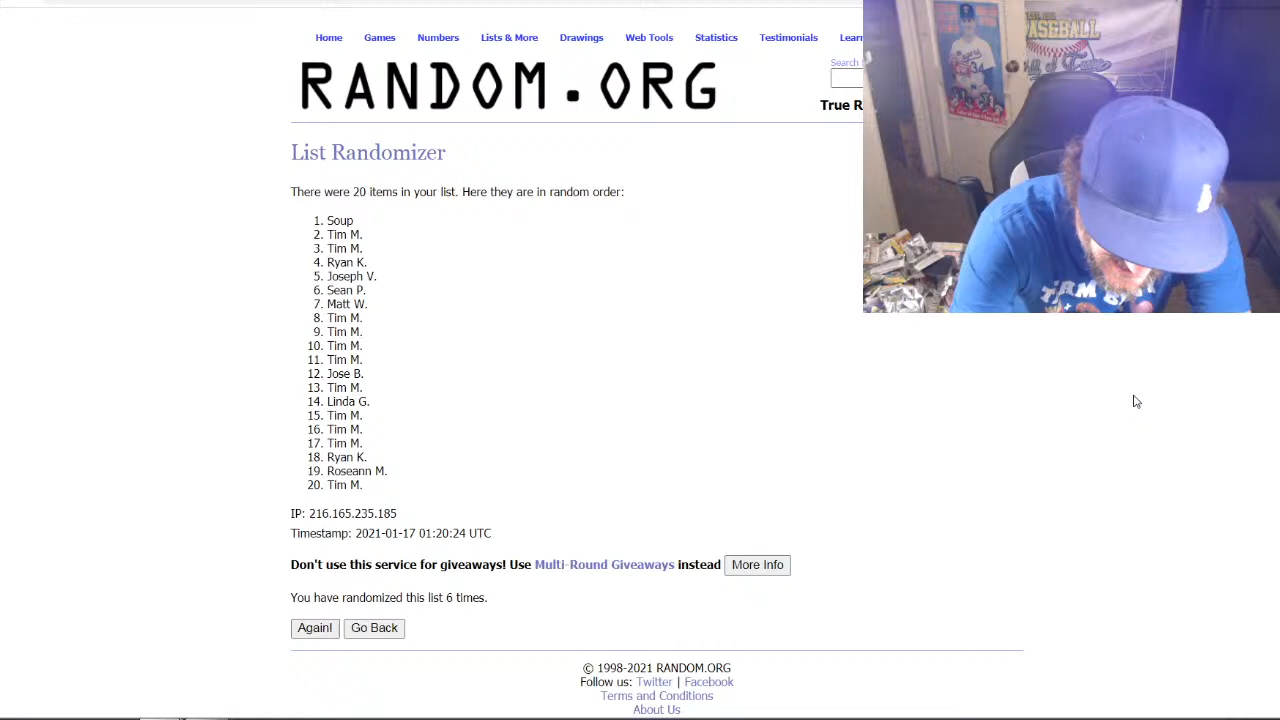 Home Games Numbers Lists & More Drawings Web Tools Statistics Testimonials Learn
RANDOM.ORG
Search
True R
BASEBALL
34
List Randomizer
There were 20 items in your list. Here they are in random order:
1. Soup
2. Tim M.
3. Tim M.
4. Ryan K.
5. Joseph V.
6. Sean P.
7. Matt W.
8. Tim M.
9. Tim M.
10. Tim M.
11. Tim M.
12. Jose B.
13. Tim M.
14. Linda G.
15. Tim M.
16. Tim M.
17. Tim M.
18. Ryan K.
19. Roseann M.
20. Tim M.
IP: 216.165.235.185
Timestamp: 2021-01-17 01:20:24 UTC
Don't use this service for giveaways! Use Multi-Round Giveaways instead More Info
You have randomized this list 6 times.
Again! Go Back
© 1998-2021 RANDOM.ORG
Follow us: Twitter | Facebook
Terms and Conditions
About Us